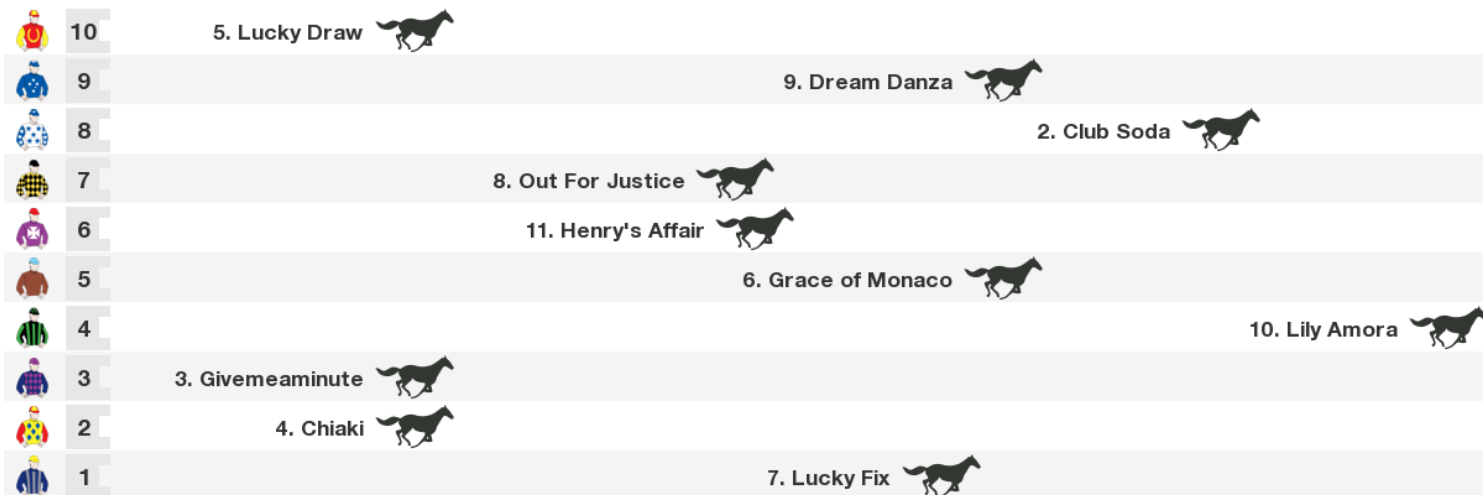 10 5. Lucky Draw
9 9. Dream Danza
8 2. Club Soda
7 8. Out For Justice
6 11. Henry's Affair
5 6. Grace of Monaco
4 10. Lily Amora
3 3. Givemeaminute
2 4. Chiaki
1 7. Lucky Fix